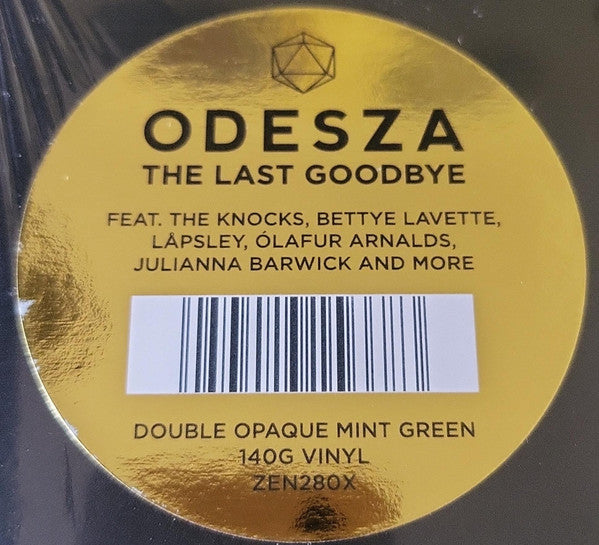 ODESZA
THE LAST GOODBYE
FEAT. THE KNOCKS, BETTYE LAVETTE,
LÅPSLEY, ÓLAFUR ARNALDS,
JULIANNA BARWICK AND MORE
DOUBLE OPAQUE MINT GREEN
140G VINYL
ZEN280X